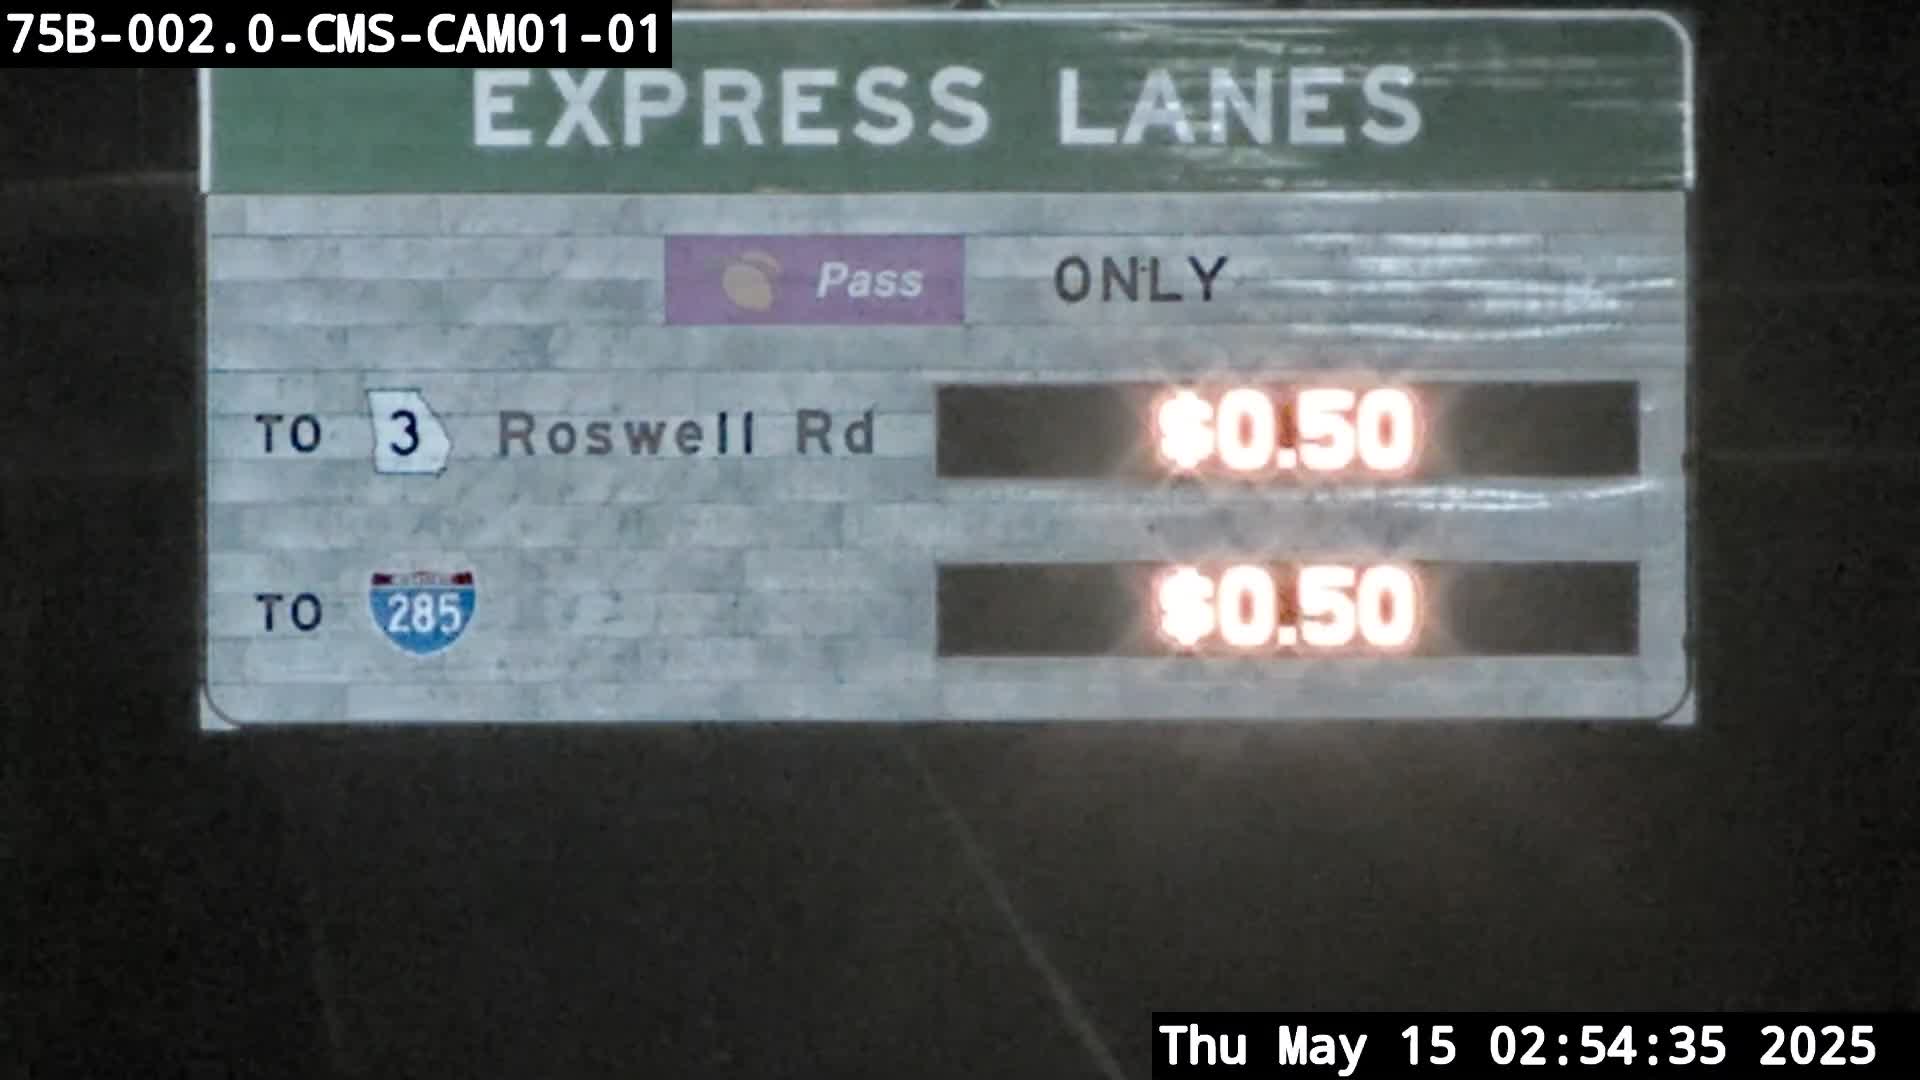 75B-002.0-CMS-CAM01-01
EXPRESS LANES
Pass ONLY
TO 3 Roswell Rd $0.50
TO 285 $0.50
Thu May 15 02:54:35 2025